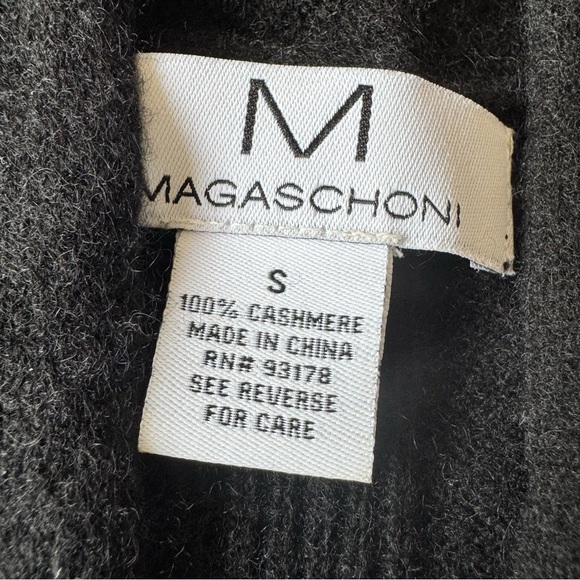 M
MAGASCHONI
S
100% CASHMERE
MADE IN CHINA
RN# 93178
SEE REVERSE
FOR CARE